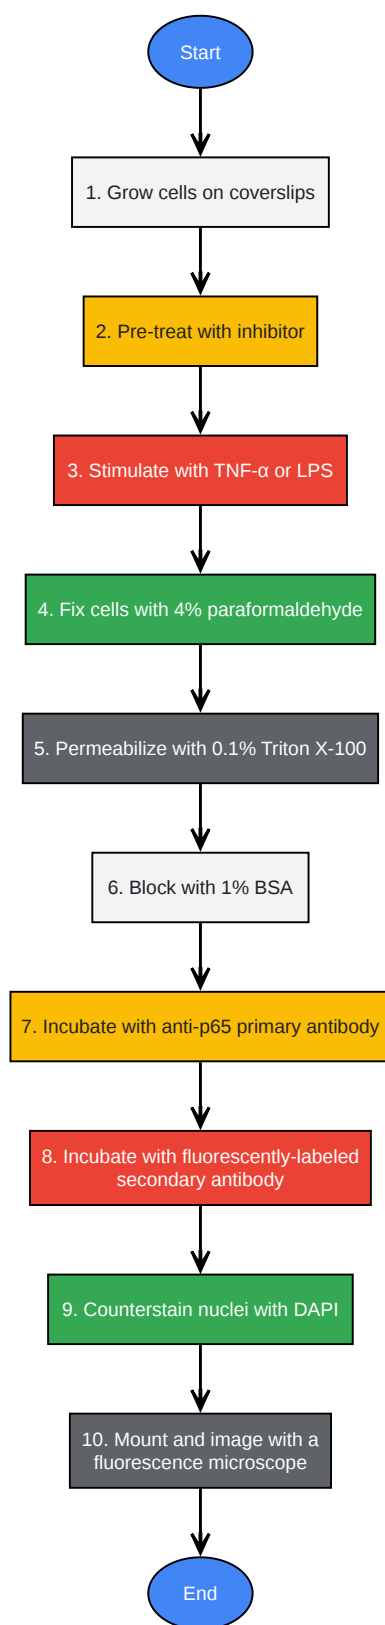 Start
1. Grow cells on coverslips
2. Pre-treat with inhibitor
3. Stimulate with TNF-α or LPS
4. Fix cells with 4% paraformaldehyde
5. Permeabilize with 0.1% Triton X-100
6. Block with 1% BSA
7. Incubate with anti-p65 primary antibody
8. Incubate with fluorescently-labeled
secondary antibody
9. Counterstain nuclei with DAPI
10. Mount and image with a
fluorescence microscope
End